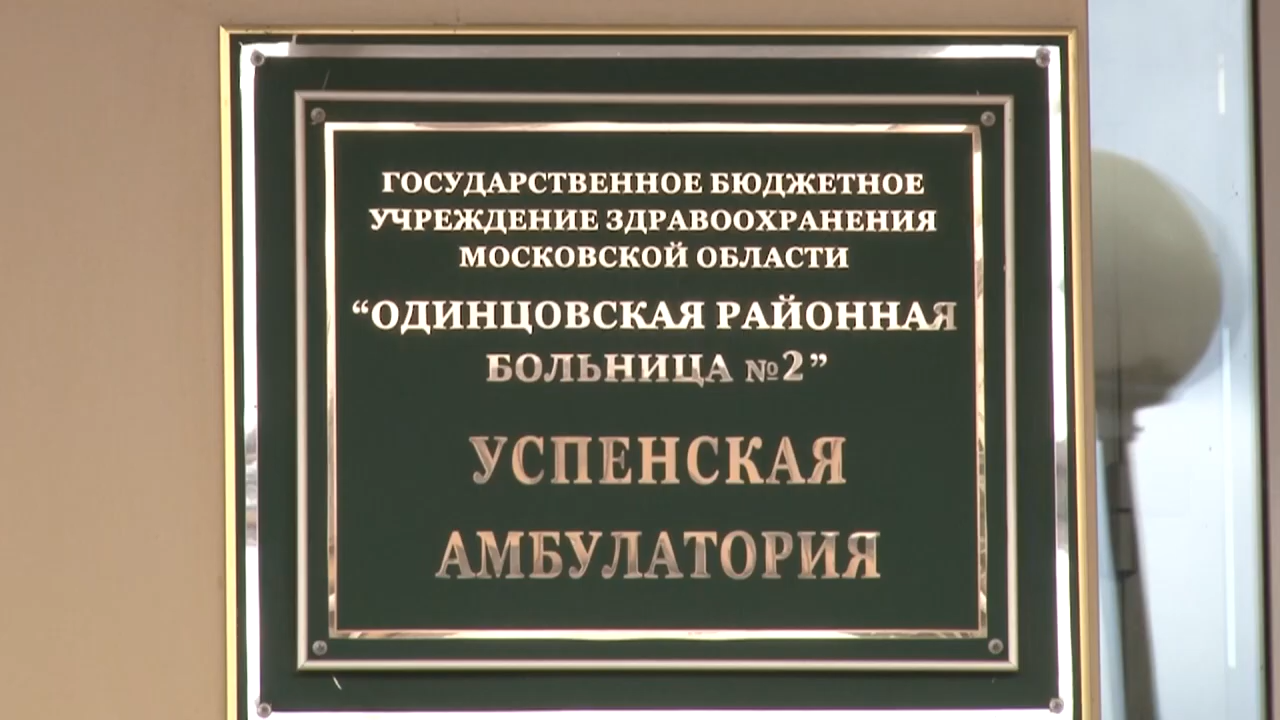 ГОСУДАРСТВЕННОЕ БЮДЖЕТНОЕ
УЧРЕЖДЕНИЕ ЗДРАВООХРАНЕНИЯ
МОСКОВСКОЙ ОБЛАСТИ
“ОДИНЦОВСКАЯ РАЙОННАЯ
БОЛЬНИЦА №2”
УСПЕНСКАЯ
АМБУЛАТОРИЯ